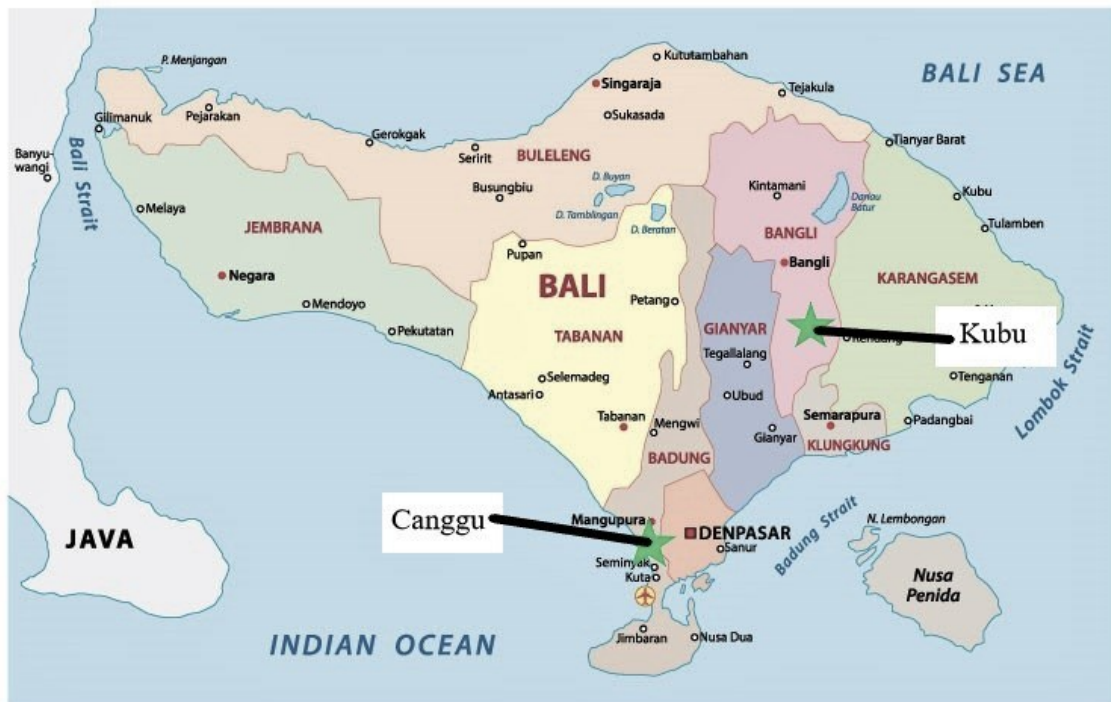 P. Menjangan
Kututambahan
BALI SEA
Singaraja
Tejakula
Gilimanuk
Pejarakan
Sukasada
Gerokgak
Tianyar Barat
Seririt
Banyu-
wangi
Bali Strait
BULELENG
Busungbiu
D. Buyan
Kintamani
Danau
Batur
Kubu
Melaya
D. Tamblingan
D. Beratan
Tulamben
JEMBRANA
BANGLI
Pupan
Bangli
Negara
KARANGASEM
BALI
Mendoyo
Petang
Pekutatan
TABANAN
GIANYAR
Kubu
Tegallalang
Selemadeg
Tenganan
Lombok Strait
Antasari
Ubud
Tabanan
Semarapura
Padangbai
Mengwi
Gianyar
KLUNGKUNG
BADUNG
Canggu
Mangupura
DENPASAR
Badung Strait
N. Lembongan
JAVA
Sanur
Seminyak
Kuta
Nusa
Penida
INDIAN OCEAN
Jimbaran
Nusa Dua